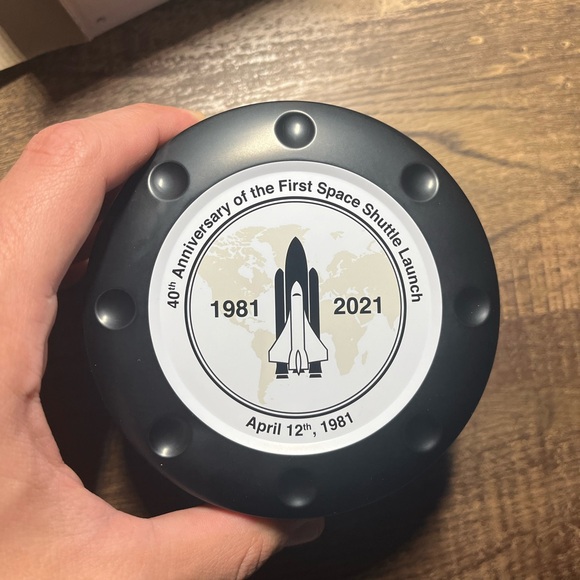 40th Anniversary of the First Space Shuttle Launch
1981 2021
April 12th, 1981